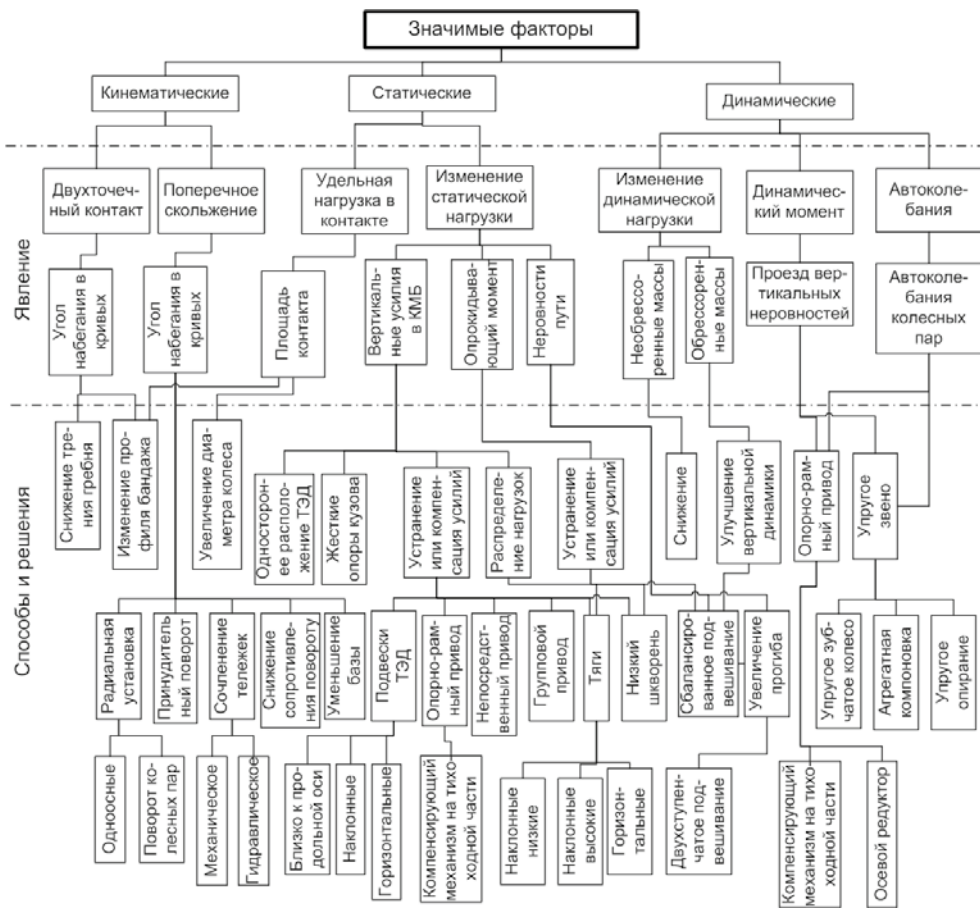 Значимые факторы
Кинематические
Статические
Динамические
Явление
Двухточеч-
ный контакт
Поперечное
скольжение
Удельная
нагрузка в
контакте
Изменение
статической
нагрузки
Изменение
динамической
нагрузки
Динамичес-
кий момент
Автоколе-
бания
Угол
набегания в
кривых
Угол
набегания в
кривых
Площадь
контакта
Вертикаль-
ные усилия
в КМБ
Опрокидыва-
ющий момент
Неровности
пути
Необрессо-
ренные массы
Обрессорен-
ные массы
Проезд вер-
тикальных
неровностей
Автоколе-
бания
колесных
пар
Способы и решения
Снижение тре-
ния гребня
Изменение про-
филя бандажа
Увеличение диа-
метра колеса
Односторон-
ее располо-
жение ТЭД
Жесткие
опоры кузова
Устранение
или компен-
сация усилий
Распределе-
ние нагрузок
Устранение
или компен-
сация усилий
Снижение
Улучшение
вертикальной
динамики
Опорно-рам-
ный привод
Упругое
звено
Радиальная
установка
Принудитель
ный поворот
Сочленение
тележек
Снижение
сопротивле-
ния повороту
Уменьшение
базы
Подвески
ТЭД
Опорно-рам-
ный привод
Непосредст-
венный привод
Групповой
привод
Тяги
Низкий
шкворень
Сбалансиро-
ванное под-
вешивание
Увеличение
прогиба
Упругое зуб-
чатое колесо
Агрегатная
компоновка
Упругое
опирание
Одноосные
Поворот ко-
лесных пар
Механическое
Гидравлическое
Близко к про-
дольной оси
Наклонные
Горизонтальные
Компенсирующий
механизм на тихо-
ходной части
Наклонные
низкие
Наклонные
высокие
Горизон-
тальные
Двухступен-
чатое под-
вешивание
Компенсирующий
механизм на тихо-
ходной части
Осевой редуктор